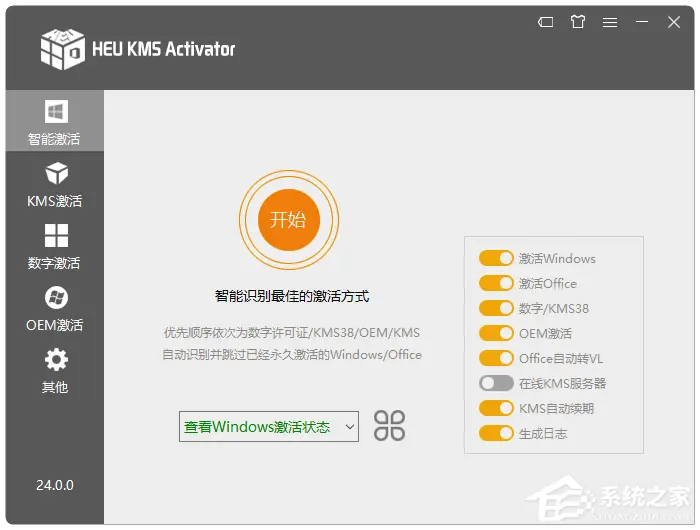 HEU KMS Activator
智能激活
KMS激活
数字激活
OEM激活
其他
24.0.0
开始
智能识别最佳的激活方式
优先顺序依次为数字许可证/KMS38/OEM/KMS
自动识别并跳过已经永久激活的Windows/Office
查看Windows激活状态
激活Windows
激活Office
数字/KMS38
OEM激活
Office自动转VL
在线KMS服务器
KMS自动续期
生成日志
系统之家